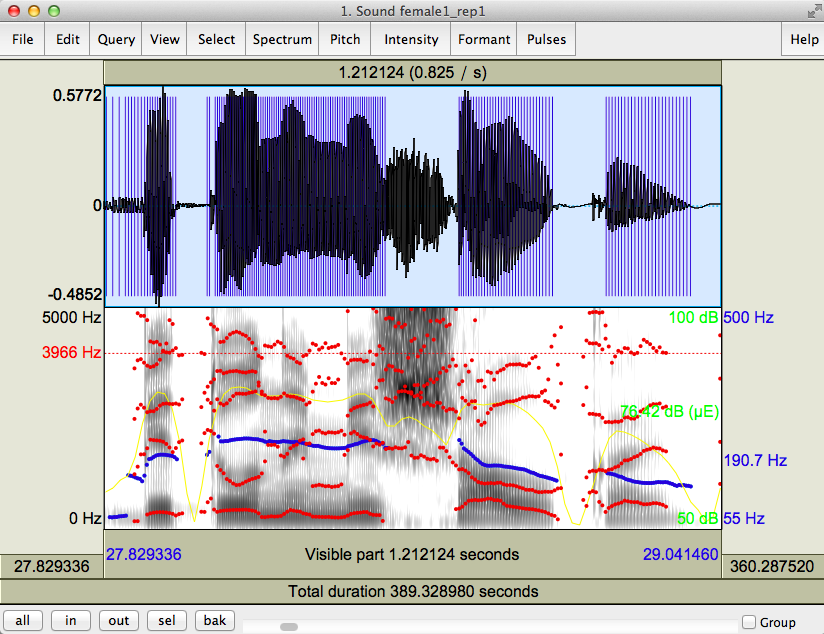 1. Sound female1_rep1
File Edit Query View Select Spectrum Pitch Intensity Formant Pulses Help
1.212124 (0.825 / s)
0.5772
0
-0.4852
5000 Hz 100 dB 500 Hz
3966 Hz
76.42 dB (µE)
190.7 Hz
0 Hz 50 dB 55 Hz
27.829336 Visible part 1.212124 seconds 29.041460
27.829336 360.287520
Total duration 389.328980 seconds
all in out sel bak Group